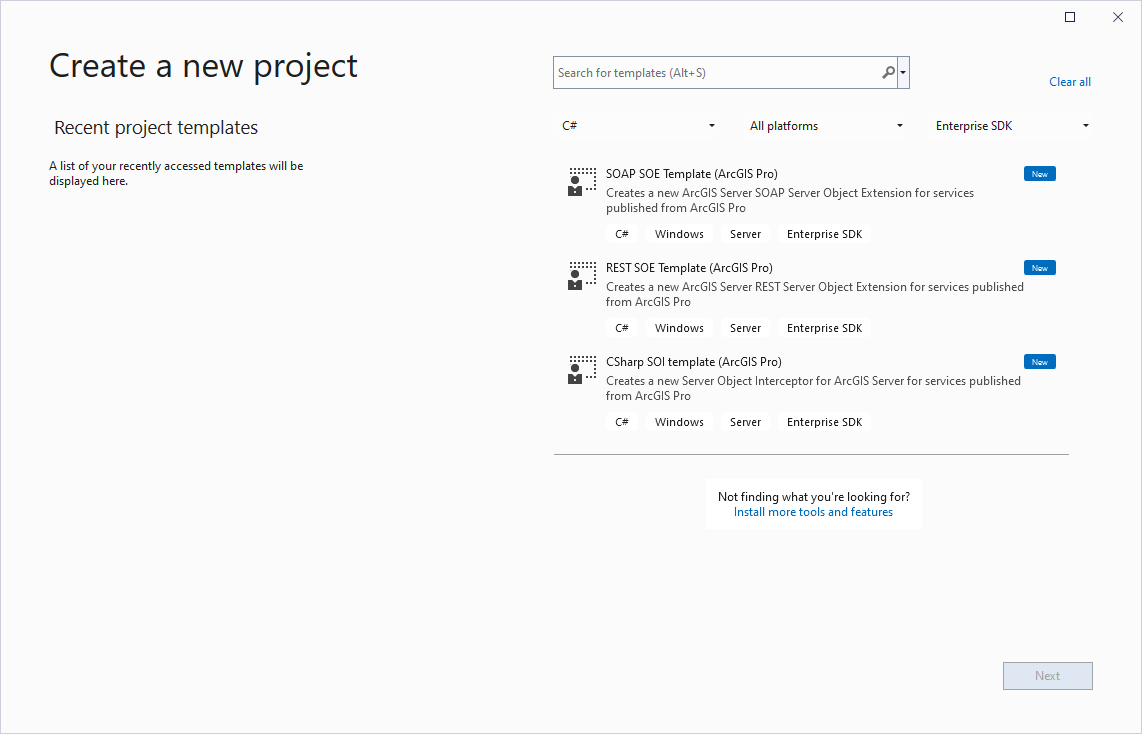 Create a new project
Recent project templates
A list of your recently accessed templates will be
displayed here.
Search for templates (Alt+S)
Clear all
C#
All platforms
Enterprise SDK
SOAP SOE Template (ArcGIS Pro)
New
Creates a new ArcGIS Server SOAP Server Object Extension for services
published from ArcGIS Pro
C# Windows Server Enterprise SDK
REST SOE Template (ArcGIS Pro)
New
Creates a new ArcGIS Server REST Server Object Extension for services published
from ArcGIS Pro
C# Windows Server Enterprise SDK
CSharp SOI template (ArcGIS Pro)
New
Creates a new Server Object Interceptor for ArcGIS Server for services published
from ArcGIS Pro
C# Windows Server Enterprise SDK
Not finding what you're looking for?
Install more tools and features
Next